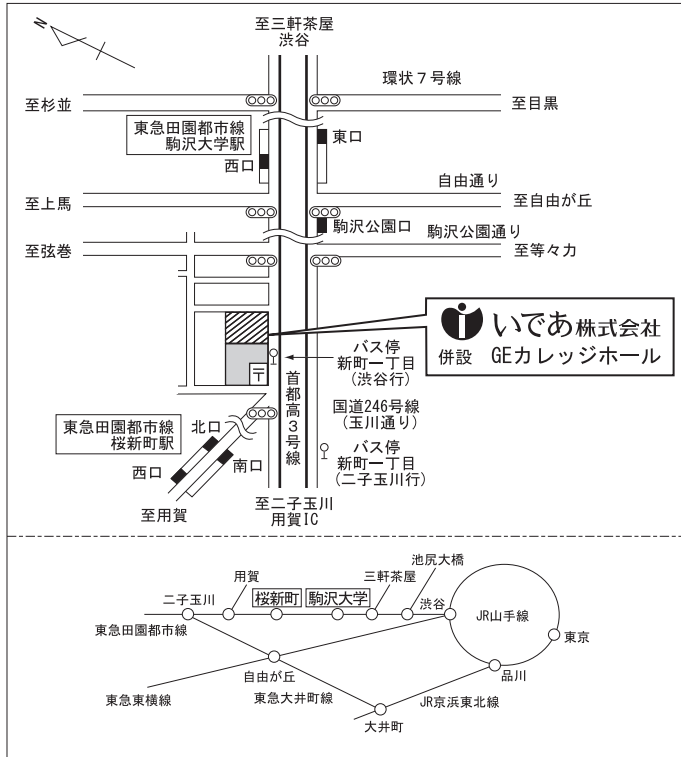 N
至三軒茶屋
渋谷
環状７号線
至杉並
至目黒
東急田園都市線
駒沢大学駅
東口
西口
自由通り
至上馬
至自由が丘
駒沢公園口
駒沢公園通り
至弦巻
至等々力
いであ株式会社
併設 GEカレッジホール
バス停
新町一丁目
(渋谷行)
〒
首都高３号線
国道246号線
(玉川通り)
東急田園都市線
桜新町駅
北口
西口
南口
バス停
新町一丁目
(二子玉川行)
至用賀
至二子玉川
用賀IC
池尻大橋
用賀
三軒茶屋
二子玉川
桜新町
駒沢大学
渋谷
東急田園都市線
JR山手線
東京
自由が丘
品川
東急東横線
東急大井町線
JR京浜東北線
大井町